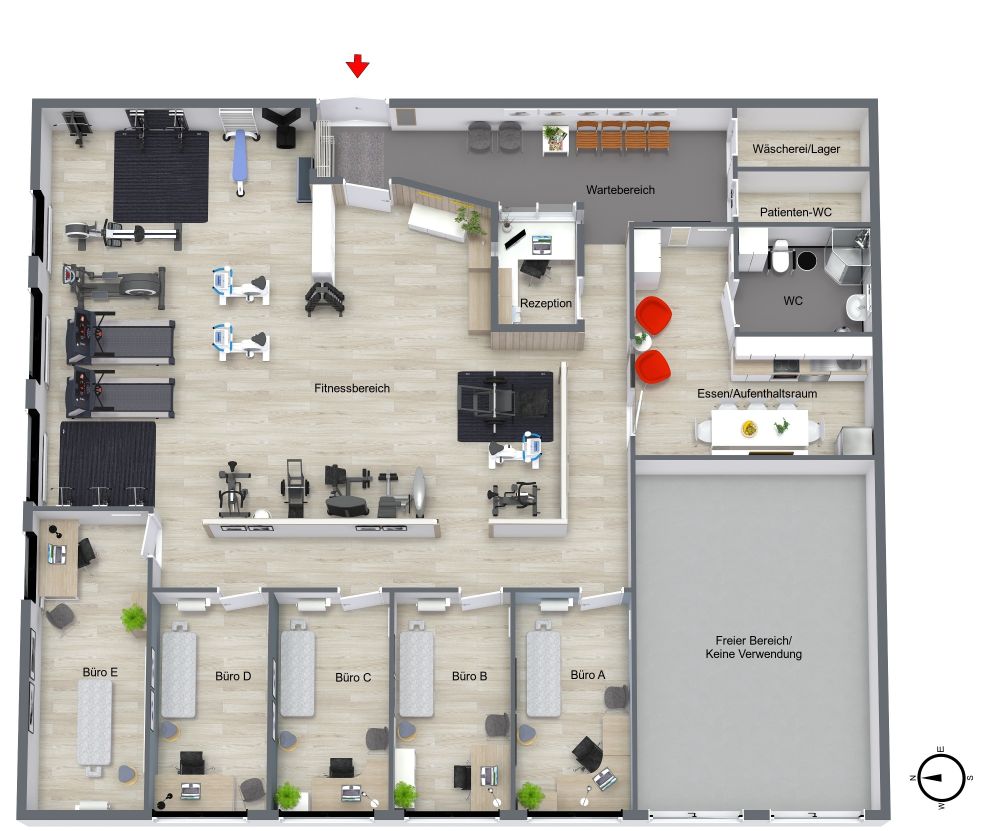 Wäscherei/Lager
Wartebereich
Patienten-WC
WC
Rezeption
Fitnessbereich
Essen/Aufenthaltsraum
Freier Bereich/
Keine Verwendung
Büro E
Büro D
Büro C
Büro B
Büro A
E
N
S
W